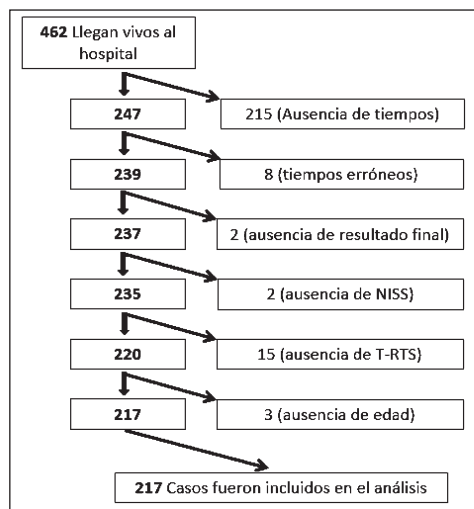 462 Llegan vivos al
hospital
247
215 (Ausencia de tiempos)
239
8 (tiempos erróneos)
237
2 (ausencia de resultado final)
235
2 (ausencia de NISS)
220
15 (ausencia de T-RTS)
217
3 (ausencia de edad)
217 Casos fueron incluidos en el análisis